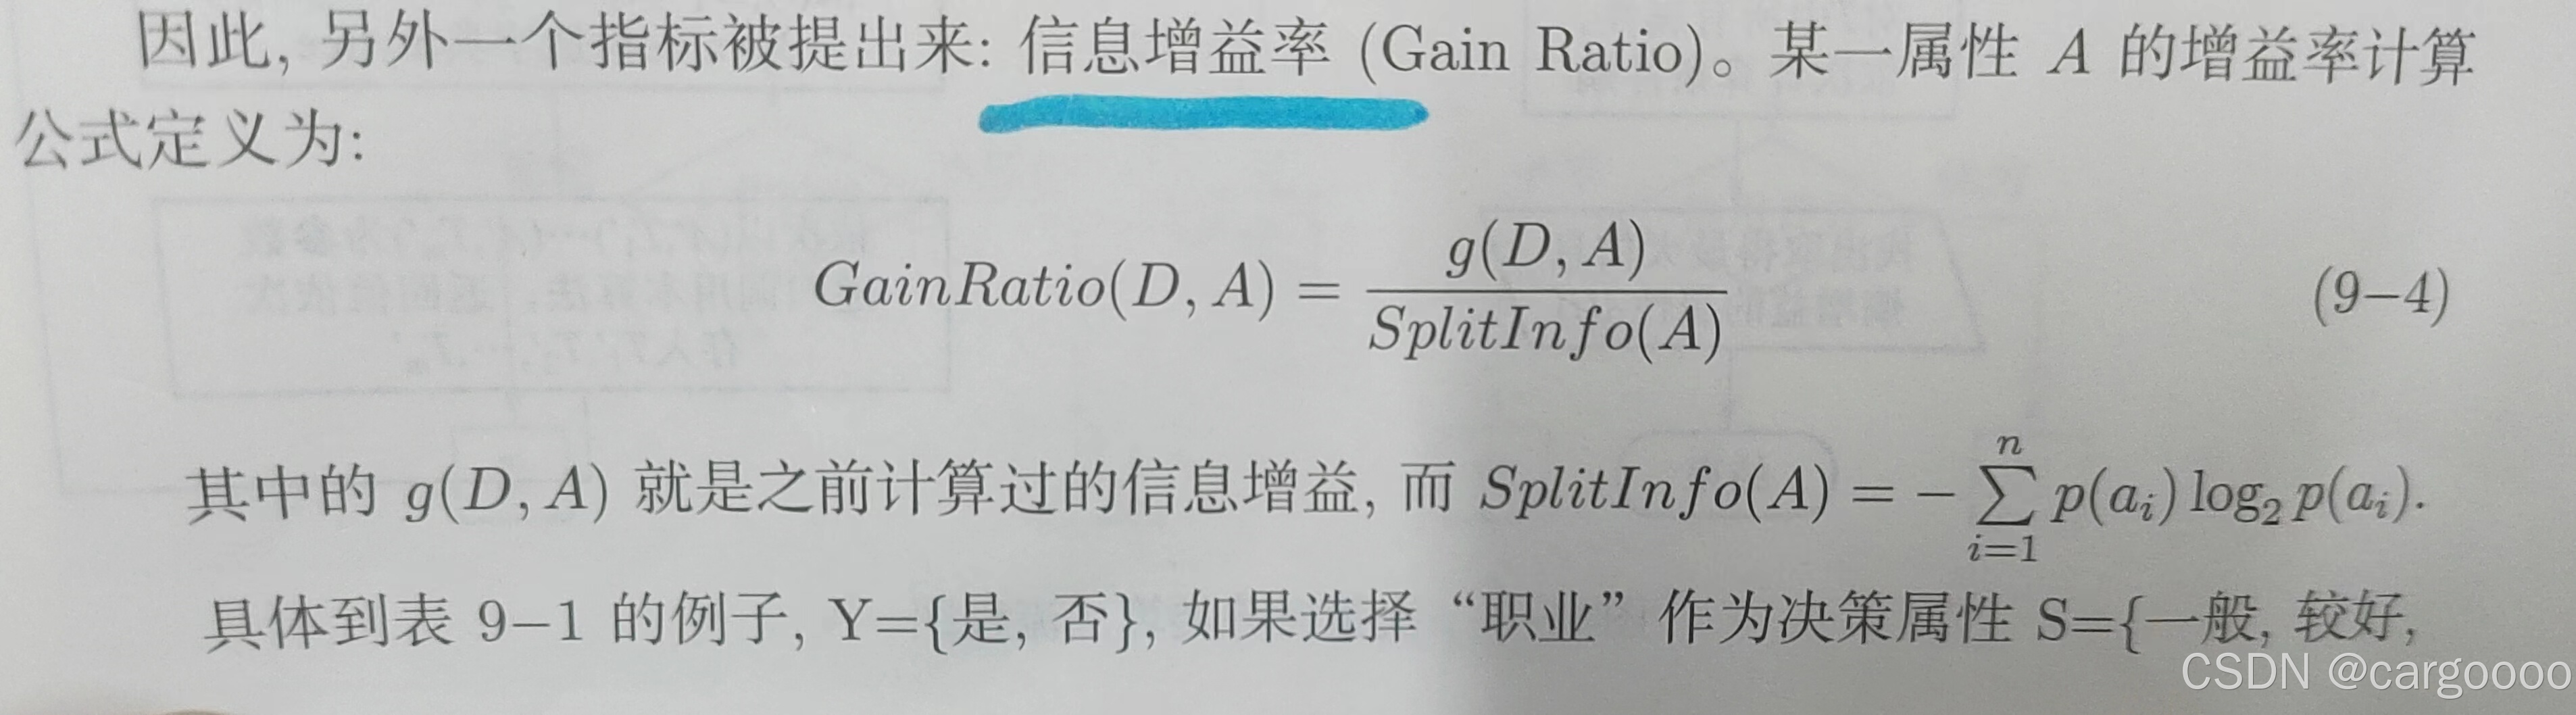 因此, 另外一个指标被提出来: 信息增益率 (Gain Ratio)。某一属性 A 的增益率计算
公式定义为:
GainRatio(D, A) = g(D, A) / SplitInfo(A) (9–4)
其中的 g(D, A) 就是之前计算过的信息增益, 而 SplitInfo(A) = − ∑_{i=1}^{n} p(a_i) log_2 p(a_i).
具体到表 9–1 的例子, Y={是, 否}, 如果选择 “职业” 作为决策属性 S={一般, 较好,
CSDN @cargoooo